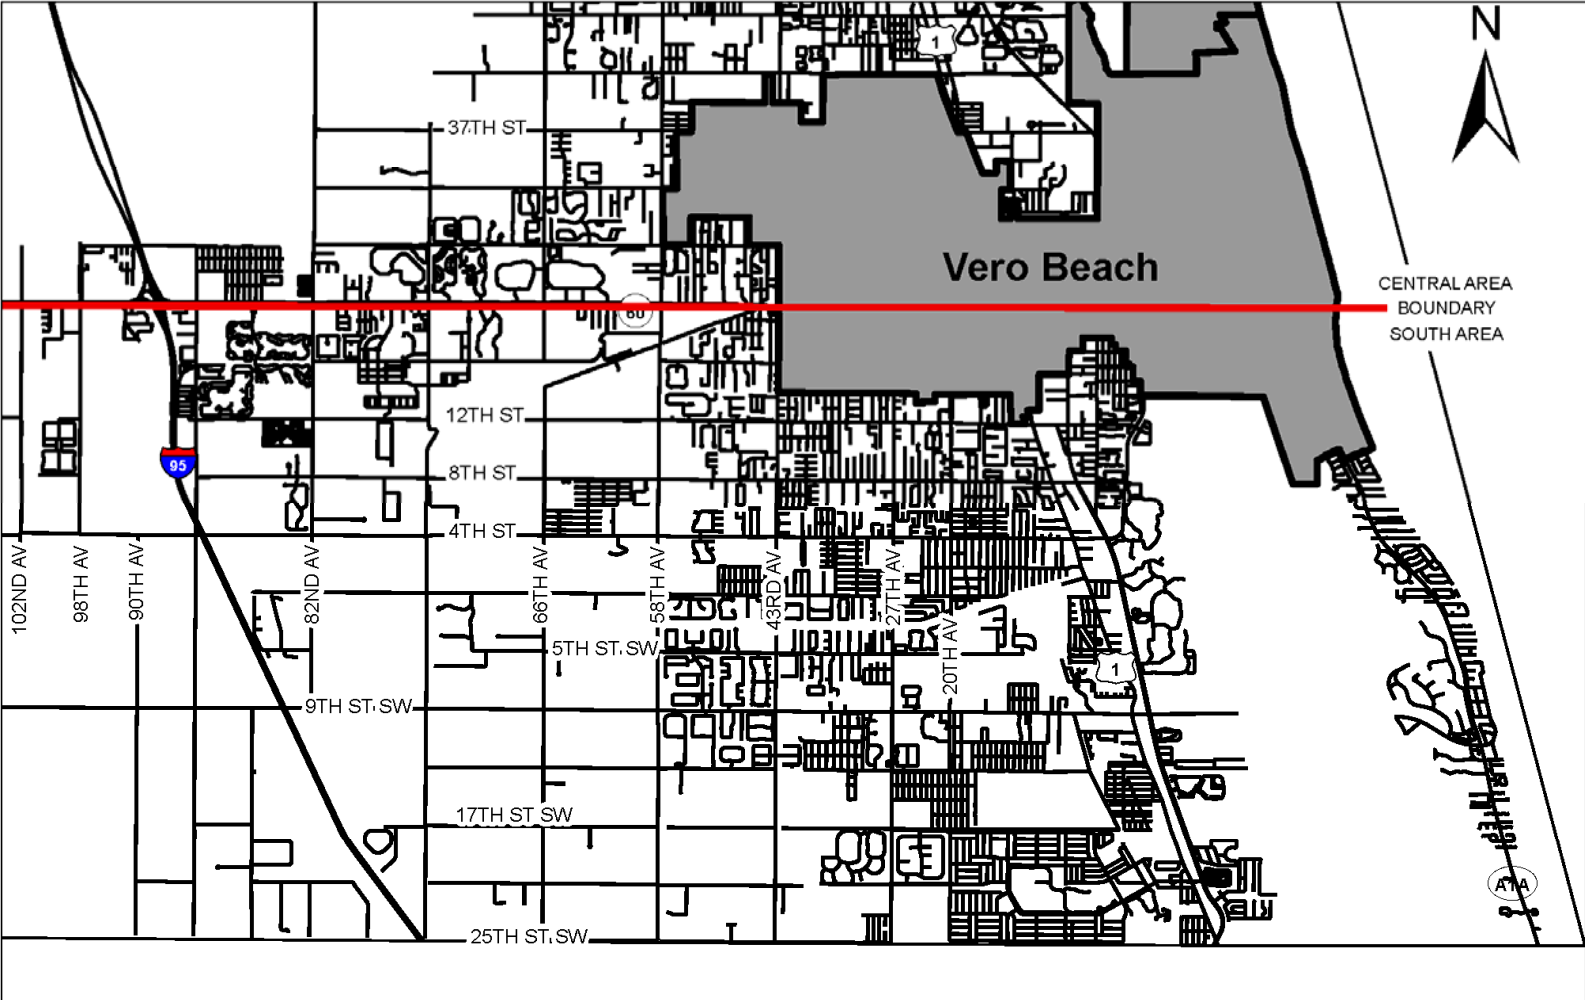 N
1
37TH ST
Vero Beach
CENTRAL AREA
BOUNDARY
SOUTH AREA
60
12TH ST
95
8TH ST
4TH ST
102ND AV
98TH AV
90TH AV
82ND AV
66TH AV
58TH AV
43RD AV
27TH AV
20TH AV
5TH ST. SW
1
9TH ST. SW
17TH ST SW
A1A
25TH ST. SW